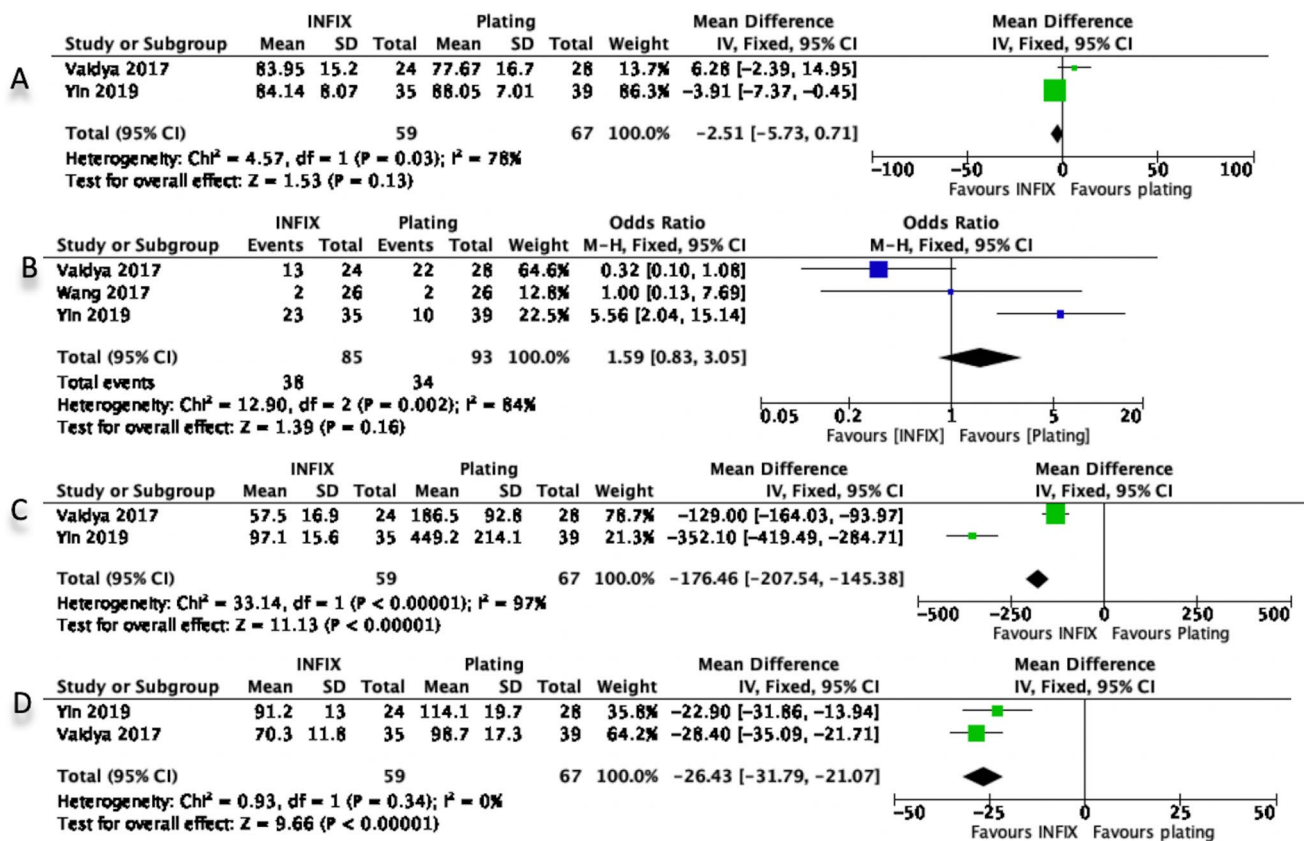 A
INFIX Plating Mean Difference Mean Difference
Study or Subgroup Mean SD Total Mean SD Total Weight IV, Fixed, 95% CI IV, Fixed, 95% CI
Vaidya 2017 83.95 15.2 24 77.67 16.7 28 13.7% 6.28 [−2.39, 14.95]
Yin 2019 84.14 8.07 35 88.05 7.01 39 86.3% −3.91 [−7.37, −0.45]
Total (95% CI) 59 67 100.0% −2.51 [−5.73, 0.71]
Heterogeneity: Chi² = 4.57, df = 1 (P = 0.03); I² = 78%
Test for overall effect: Z = 1.53 (P = 0.13)
−100 −50 0 50 100
Favours INFIX Favours plating
B
INFIX Plating Odds Ratio Odds Ratio
Study or Subgroup Events Total Events Total Weight M-H, Fixed, 95% CI M-H, Fixed, 95% CI
Vaidya 2017 13 24 22 28 64.6% 0.32 [0.10, 1.08]
Wang 2017 2 26 2 26 12.8% 1.00 [0.13, 7.69]
Yin 2019 23 35 10 39 22.5% 5.56 [2.04, 15.14]
Total (95% CI) 85 93 100.0% 1.59 [0.83, 3.05]
Total events 38 34
Heterogeneity: Chi² = 12.90, df = 2 (P = 0.002); I² = 84%
Test for overall effect: Z = 1.39 (P = 0.16)
0.05 0.2 1 5 20
Favours [INFIX] Favours [Plating]
C
INFIX Plating Mean Difference Mean Difference
Study or Subgroup Mean SD Total Mean SD Total Weight IV, Fixed, 95% CI IV, Fixed, 95% CI
Vaidya 2017 57.5 16.9 24 186.5 92.8 28 78.7% −129.00 [−164.03, −93.97]
Yin 2019 97.1 15.6 35 449.2 214.1 39 21.3% −352.10 [−419.49, −284.71]
Total (95% CI) 59 67 100.0% −176.46 [−207.54, −145.38]
Heterogeneity: Chi² = 33.14, df = 1 (P < 0.00001); I² = 97%
Test for overall effect: Z = 11.13 (P < 0.00001)
−500 −250 0 250 500
Favours INFIX Favours Plating
D
INFIX Plating Mean Difference Mean Difference
Study or Subgroup Mean SD Total Mean SD Total Weight IV, Fixed, 95% CI IV, Fixed, 95% CI
Yin 2019 91.2 13 24 114.1 19.7 28 35.8% −22.90 [−31.86, −13.94]
Vaidya 2017 70.3 11.8 35 98.7 17.3 39 64.2% −28.40 [−35.09, −21.71]
Total (95% CI) 59 67 100.0% −26.43 [−31.79, −21.07]
Heterogeneity: Chi² = 0.93, df = 1 (P = 0.34); I² = 0%
Test for overall effect: Z = 9.66 (P < 0.00001)
−50 −25 0 25 50
Favours INFIX Favours plating